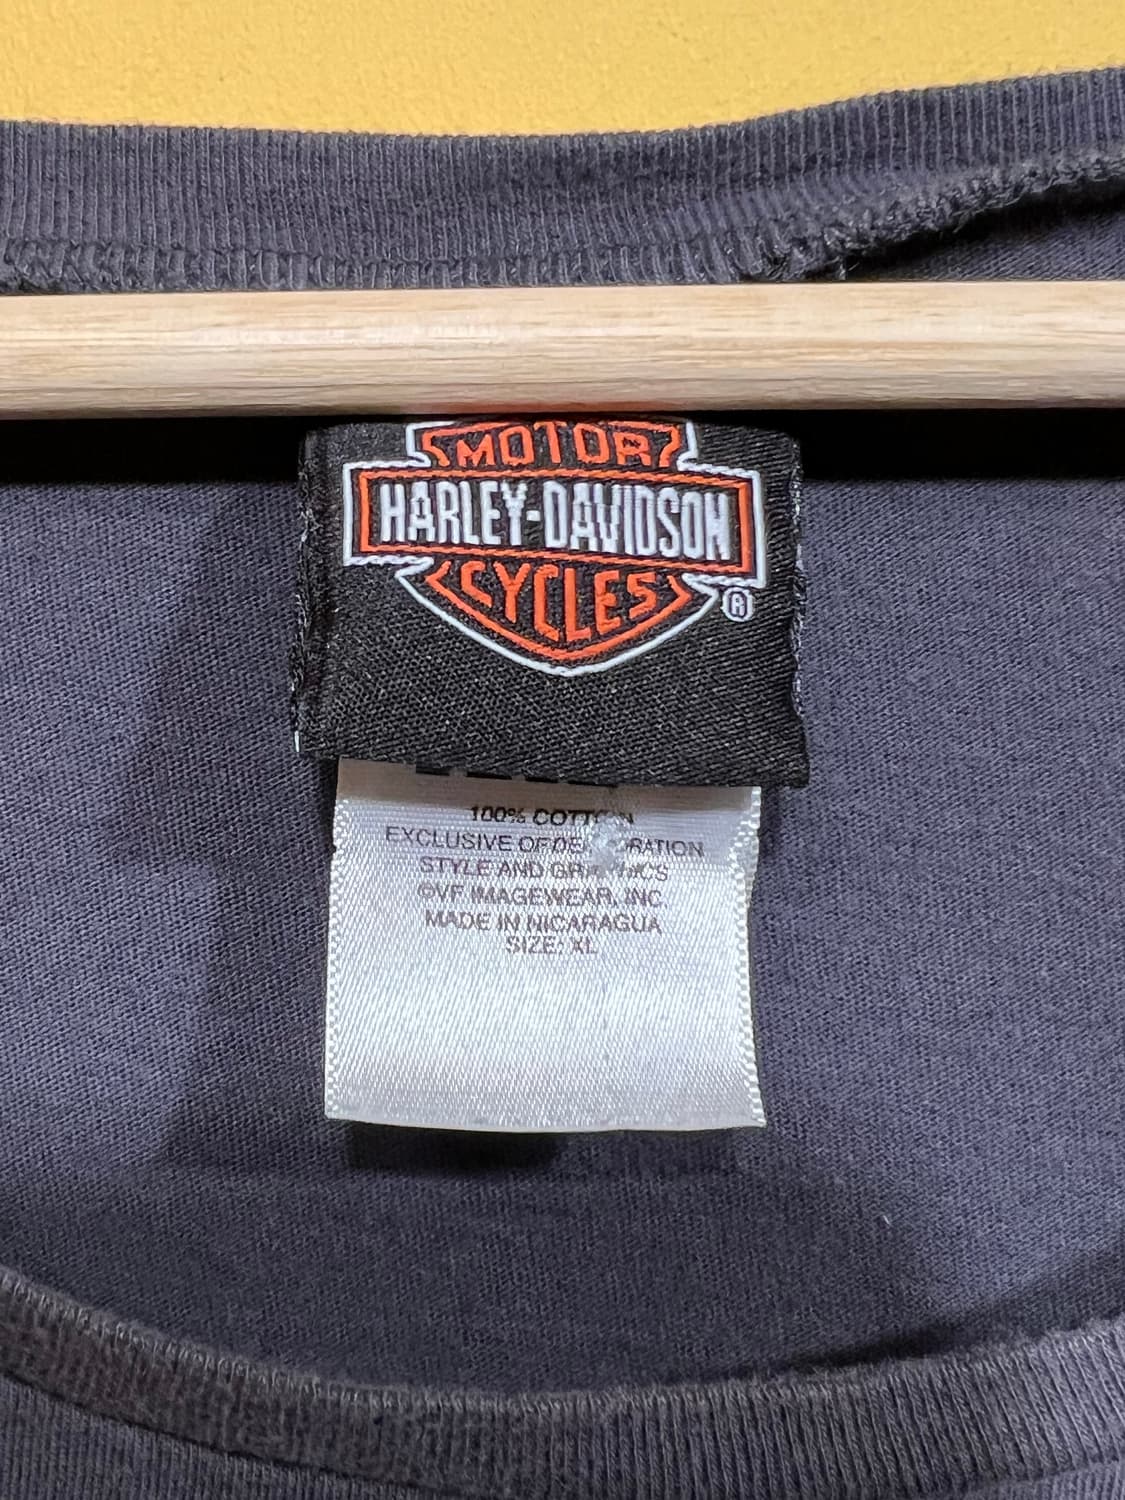 MOTOR
HARLEY-DAVIDSON
CYCLES
®
100% COTTON
EXCLUSIVE OF DECORATION
STYLE AND GRAPHICS
©VF IMAGEWEAR, INC.
MADE IN NICARAGUA
SIZE: XL